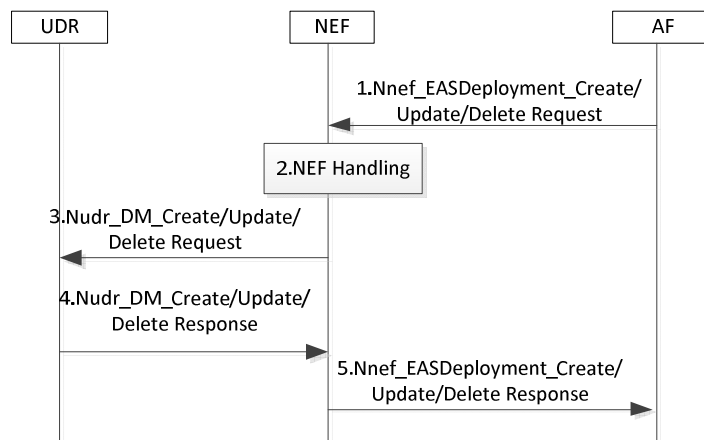 UDR
NEF
AF
1.Nnef_EASDeployment_Create/
Update/Delete Request
2.NEF Handling
3.Nudr_DM_Create/Update/
Delete Request
4.Nudr_DM_Create/Update/
Delete Response
5.Nnef_EASDeployment_Create/
Update/Delete Response